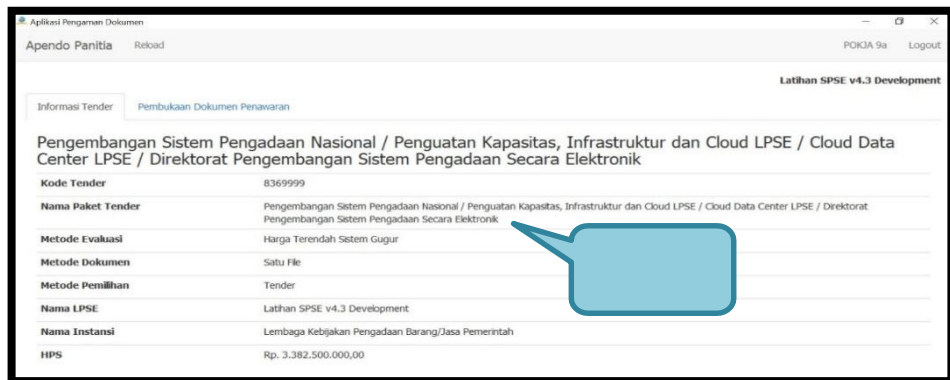 Aplikasi Pengaman Dokumen
Apendo Panitia Reload POKJA 9a Logout
Latihan SPSE v4.3 Development
Informasi Tender Pembukaan Dokumen Penawaran
Pengembangan Sistem Pengadaan Nasional / Penguatan Kapasitas, Infrastruktur dan Cloud LPSE / Cloud Data
Center LPSE / Direktorat Pengembangan Sistem Pengadaan Secara Elektronik
Kode Tender 8369999
Nama Paket Tender Pengembangan Sistem Pengadaan Nasional / Penguatan Kapasitas, Infrastruktur dan Cloud LPSE / Cloud Data Center LPSE / Direktorat
Pengembangan Sistem Pengadaan Secara Elektronik
Metode Evaluasi Harga Terendah Sistem Gugur
Metode Dokumen Satu File
Metode Pemilihan Tender
Nama LPSE Latihan SPSE v4.3 Development
Nama Instansi Lembaga Kebijakan Pengadaan Barang/Jasa Pemerintah
HPS Rp. 3.382.500.000,00